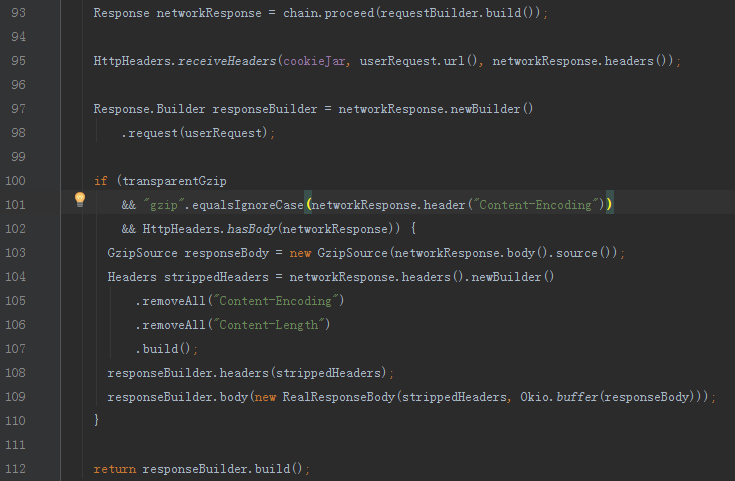 93 Response networkResponse = chain.proceed(requestBuilder.build());
94
95 HttpHeaders.receiveHeaders(cookieJar, userRequest.url(), networkResponse.headers());
96
97 Response.Builder responseBuilder = networkResponse.newBuilder()
98 .request(userRequest);
99
100 if (transparentGzip
101 && "gzip".equalsIgnoreCase(networkResponse.header("Content-Encoding"))
102 && HttpHeaders.hasBody(networkResponse)) {
103 GzipSource responseBody = new GzipSource(networkResponse.body().source());
104 Headers strippedHeaders = networkResponse.headers().newBuilder()
105 .removeAll("Content-Encoding")
106 .removeAll("Content-Length")
107 .build();
108 responseBuilder.headers(strippedHeaders);
109 responseBuilder.body(new RealResponseBody(strippedHeaders, Okio.buffer(responseBody)));
110 }
111
112 return responseBuilder.build();